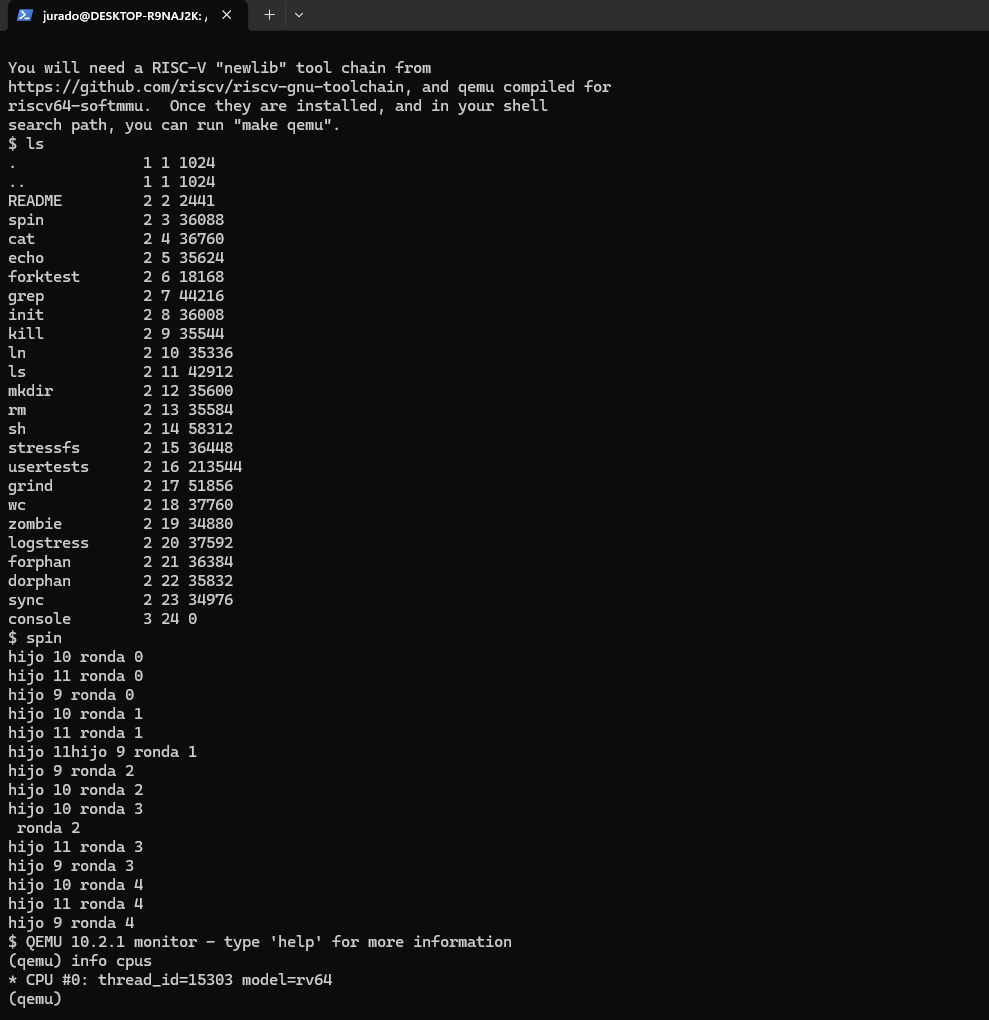 jurado@DESKTOP-R9NAJ2K: /
You will need a RISC-V "newlib" tool chain from
https://github.com/riscv/riscv-gnu-toolchain, and qemu compiled for
riscv64-softmmu.  Once they are installed, and in your shell
search path, you can run "make qemu".
$ ls
.              1 1 1024
..             1 1 1024
README         2 2 2441
spin           2 3 36088
cat            2 4 36760
echo           2 5 35624
forktest       2 6 18168
grep           2 7 44216
init           2 8 36008
kill           2 9 35544
ln             2 10 35336
ls             2 11 42912
mkdir          2 12 35600
rm             2 13 35584
sh             2 14 58312
stressfs       2 15 36448
usertests      2 16 213544
grind          2 17 51856
wc             2 18 37760
zombie         2 19 34880
logstress      2 20 37592
forphan        2 21 36384
dorphan        2 22 35832
sync           2 23 34976
console        3 24 0
$ spin
hijo 10 ronda 0
hijo 11 ronda 0
hijo 9 ronda 0
hijo 10 ronda 1
hijo 11 ronda 1
hijo 11hijo 9 ronda 1
hijo 9 ronda 2
hijo 10 ronda 2
hijo 10 ronda 3
 ronda 2
hijo 11 ronda 3
hijo 9 ronda 3
hijo 10 ronda 4
hijo 11 ronda 4
hijo 9 ronda 4
$ QEMU 10.2.1 monitor - type 'help' for more information
(qemu) info cpus
* CPU #0: thread_id=15303 model=rv64
(qemu)